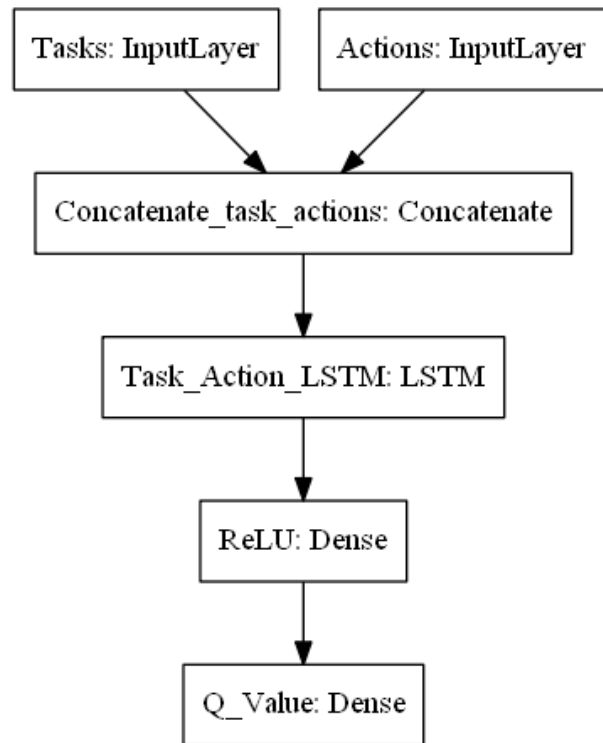 Tasks: InputLayer
Actions: InputLayer
Concatenate_task_actions: Concatenate
Task_Action_LSTM: LSTM
ReLU: Dense
Q_Value: Dense